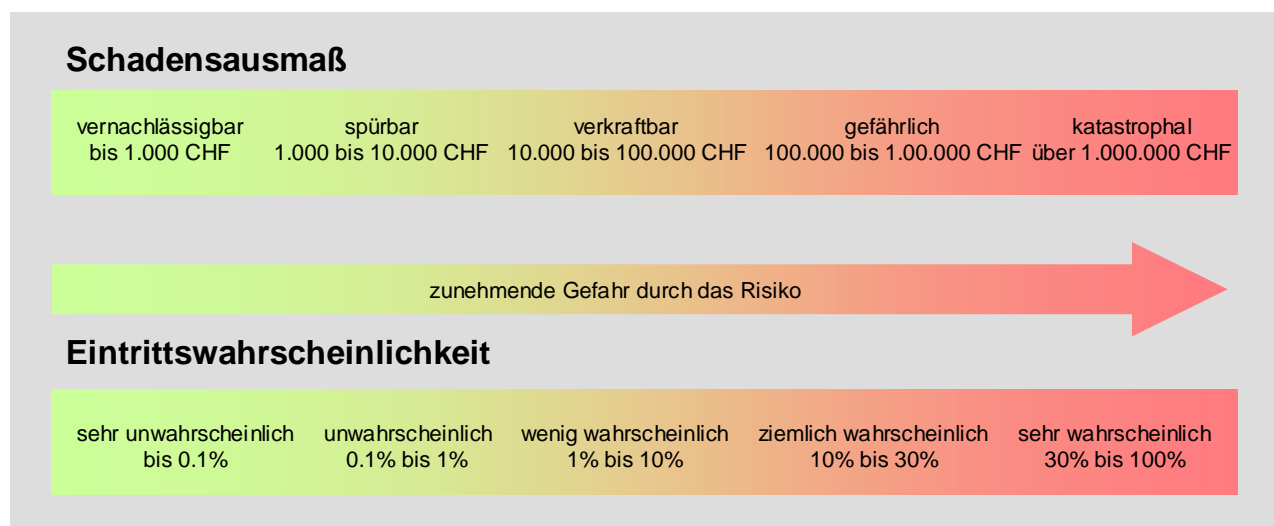 Schadensausmaß
vernachlässigbar spürbar verkraftbar gefährlich katastrophal
bis 1.000 CHF 1.000 bis 10.000 CHF 10.000 bis 100.000 CHF 100.000 bis 1.00.000 CHF über 1.000.000 CHF
zunehmende Gefahr durch das Risiko
Eintrittswahrscheinlichkeit
sehr unwahrscheinlich unwahrscheinlich wenig wahrscheinlich ziemlich wahrscheinlich sehr wahrscheinlich
bis 0.1% 0.1% bis 1% 1% bis 10% 10% bis 30% 30% bis 100%